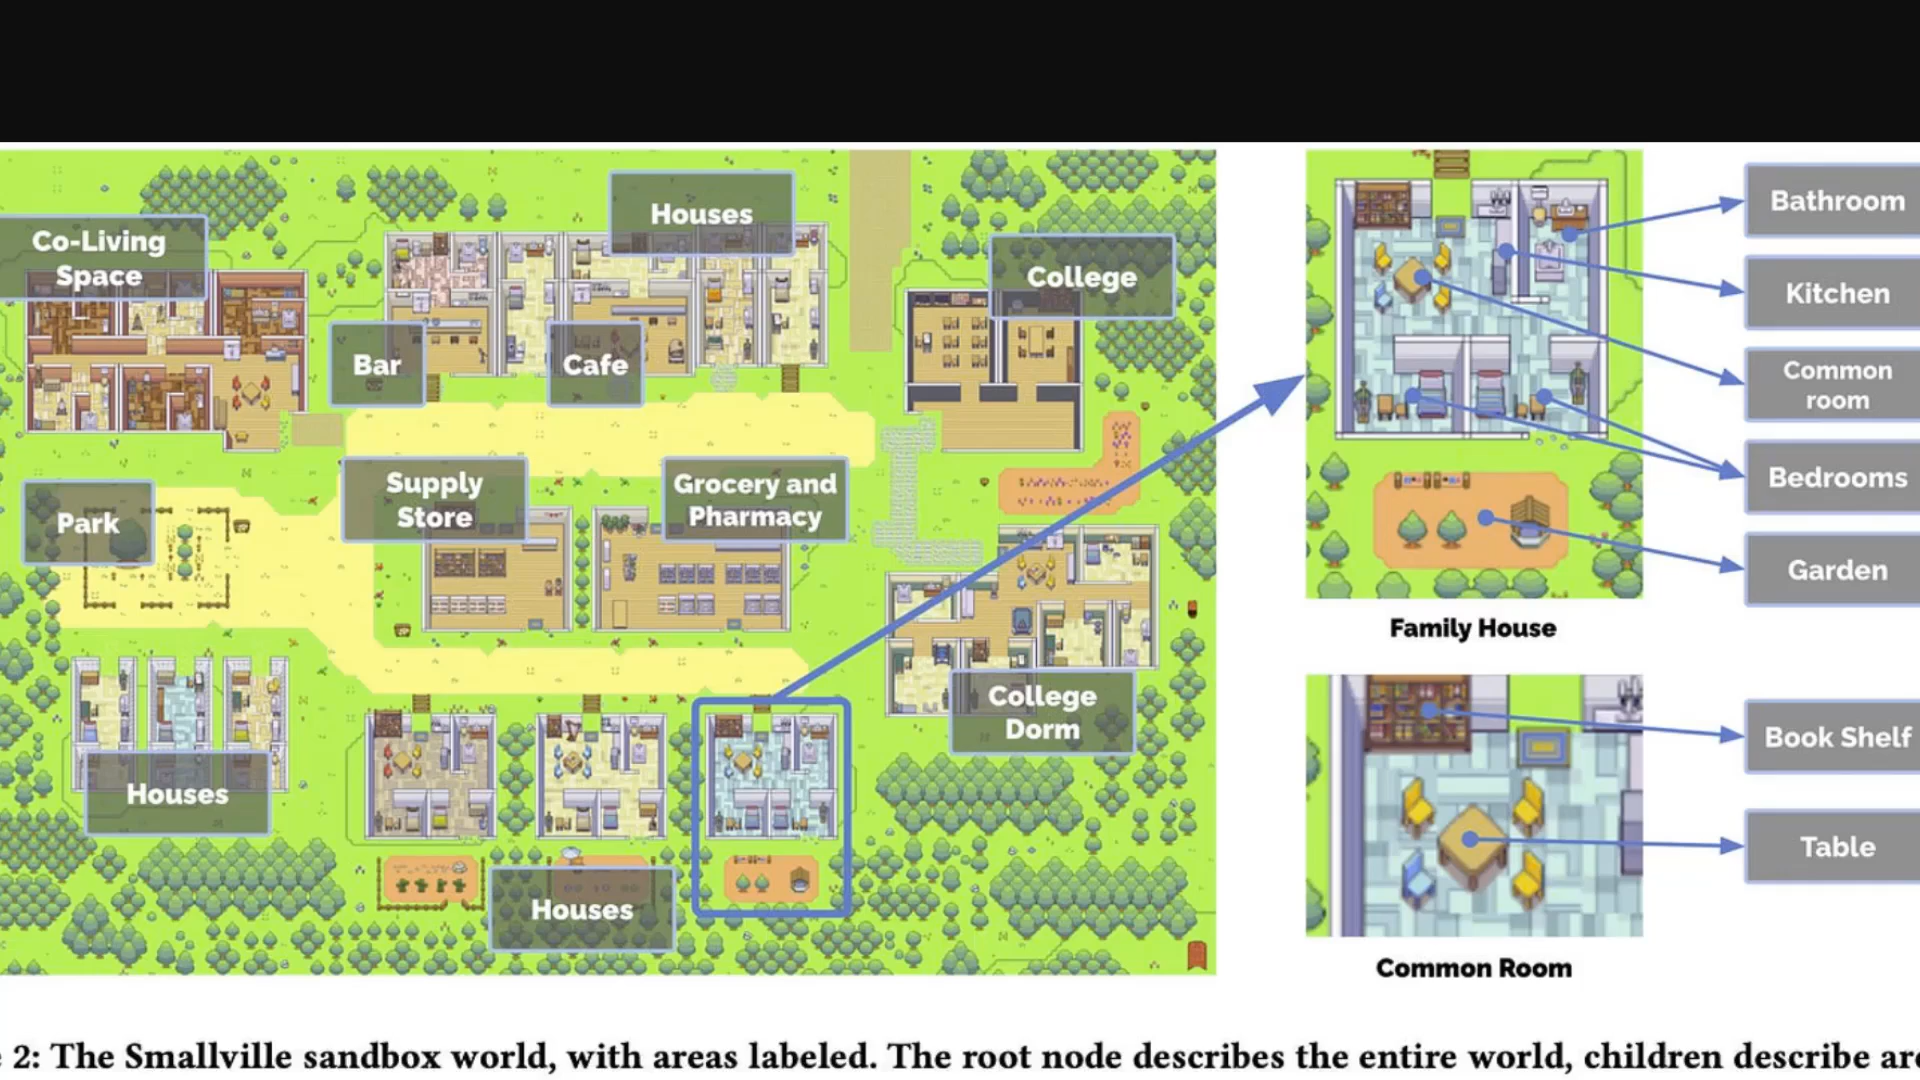 Houses
Co-Living
Space
College
Bar
Cafe
Park
Supply
Store
Grocery and
Pharmacy
College
Dorm
Houses
Houses
Bathroom
Kitchen
Common
room
Bedrooms
Garden
Family House
Book Shelf
Table
Common Room
2: The Smallville sandbox world, with areas labeled. The root node describes the entire world, children describe